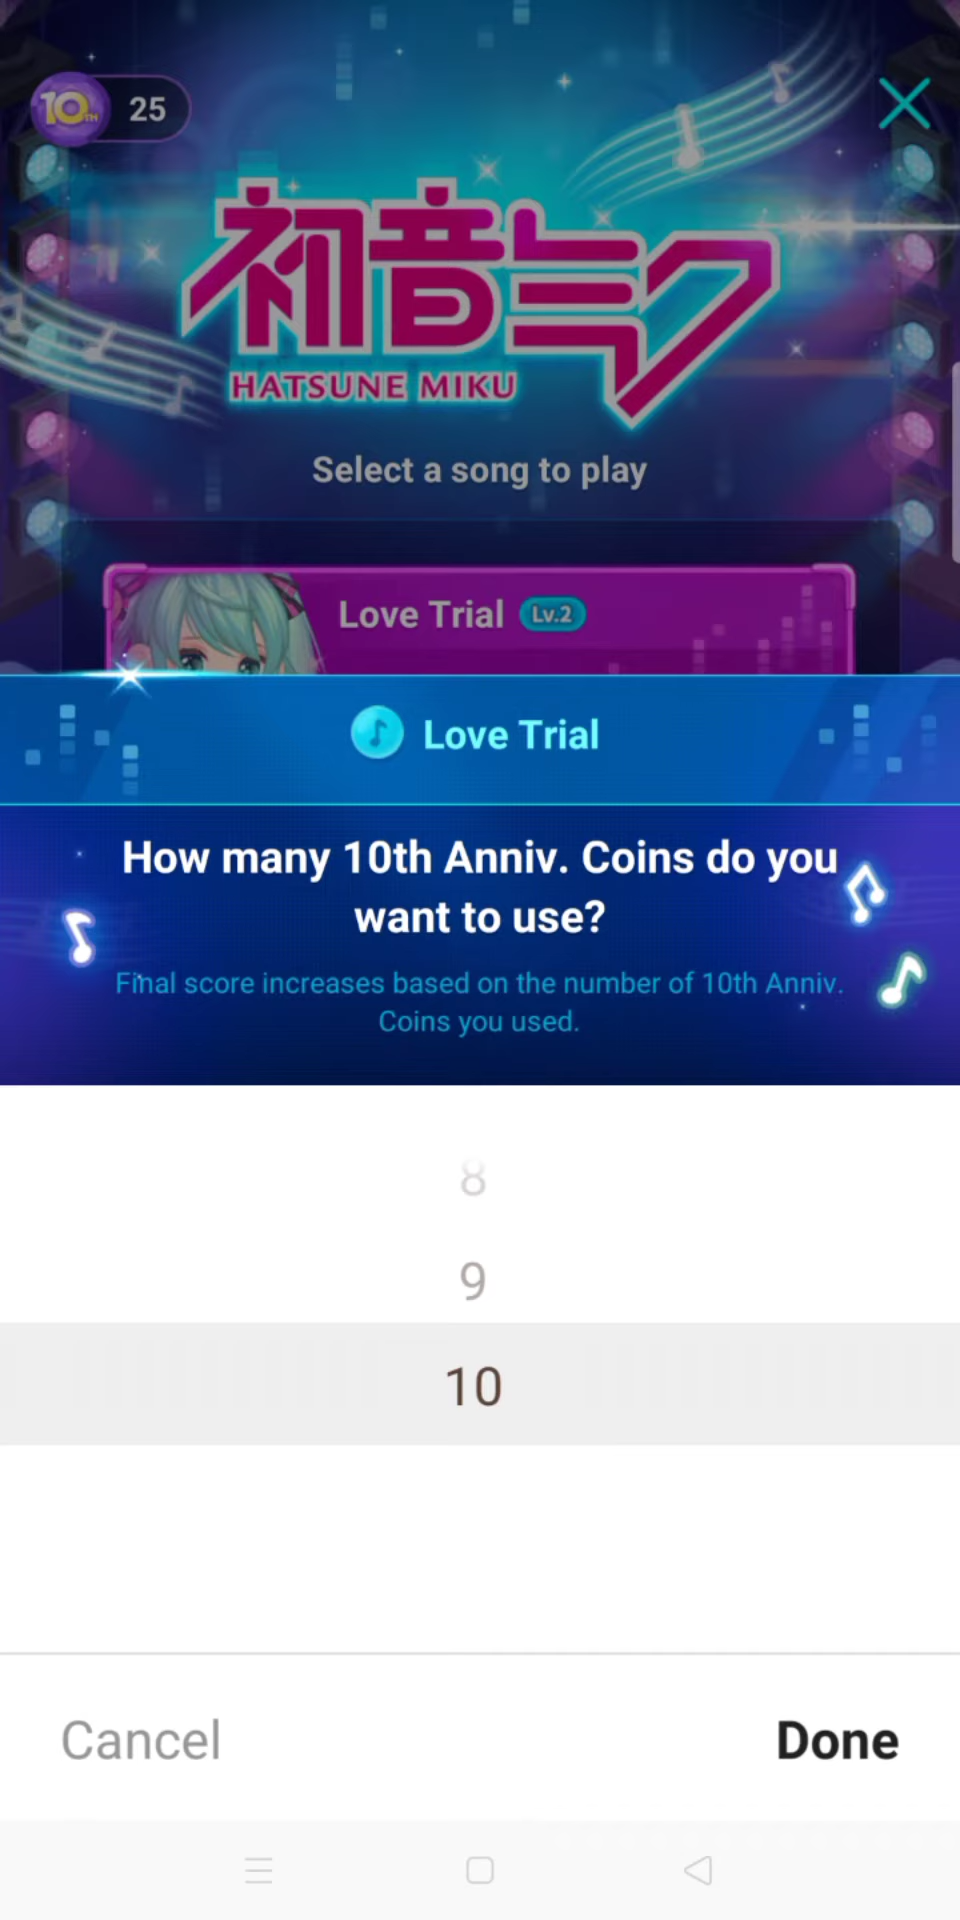 10TH 25
初音ミク
HATSUNE MIKU
Select a song to play
Love Trial Lv.2
Love Trial
How many 10th Anniv. Coins do you
want to use?
Final score increases based on the number of 10th Anniv.
Coins you used.
8
9
10
Cancel Done